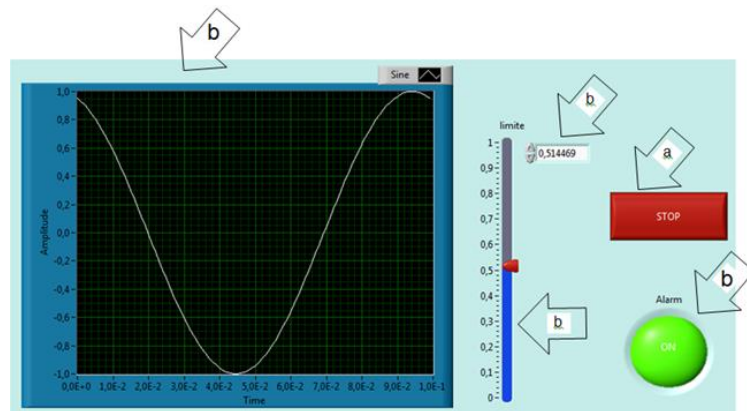 b
Sine
Amplitude
1,0
0,8
0,6
0,4
0,2
0,0
-0,2
-0,4
-0,6
-0,8
-1,0
0,0E+0 1,0E-2 2,0E-2 3,0E-2 4,0E-2 5,0E-2 6,0E-2 7,0E-2 8,0E-2 9,0E-2 1,0E-1
Time
b
limite
0,514469
1
0,9
0,8
0,7
0,6
0,5
0,4
0,3
0,2
0,1
0
b
a
STOP
b
Alarm
ON